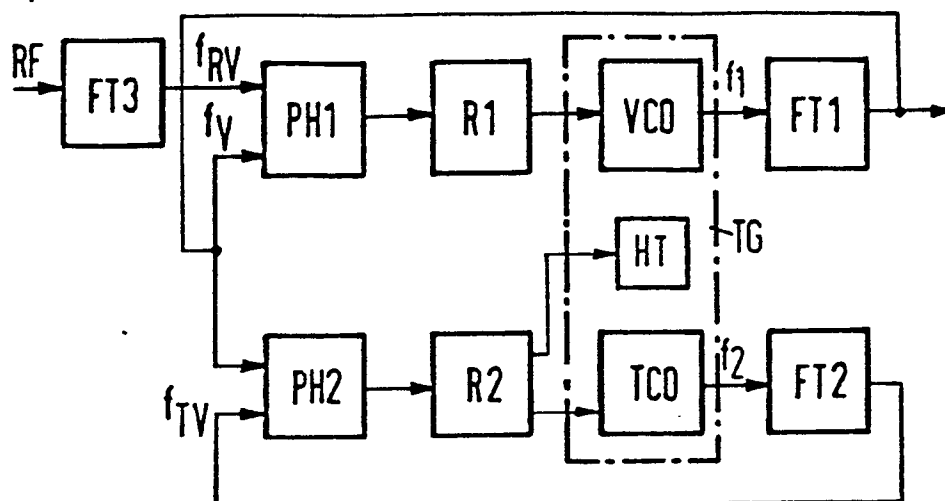 RF
FT3
fRV
fV
PH1
R1
VCO
f1
FT1
HT
TG
fTV
PH2
R2
TCO
f2
FT2